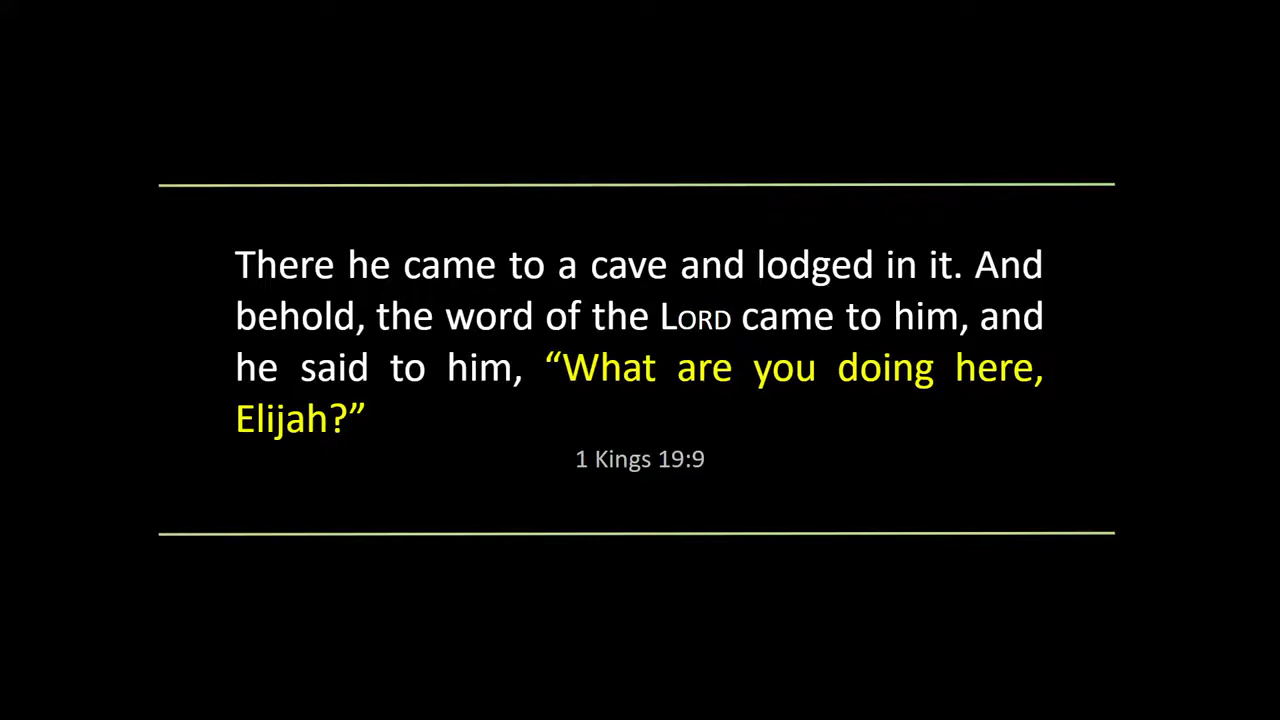 There he came to a cave and lodged in it. And
behold, the word of the LORD came to him, and
he said to him, “What are you doing here,
Elijah?”
1 Kings 19:9